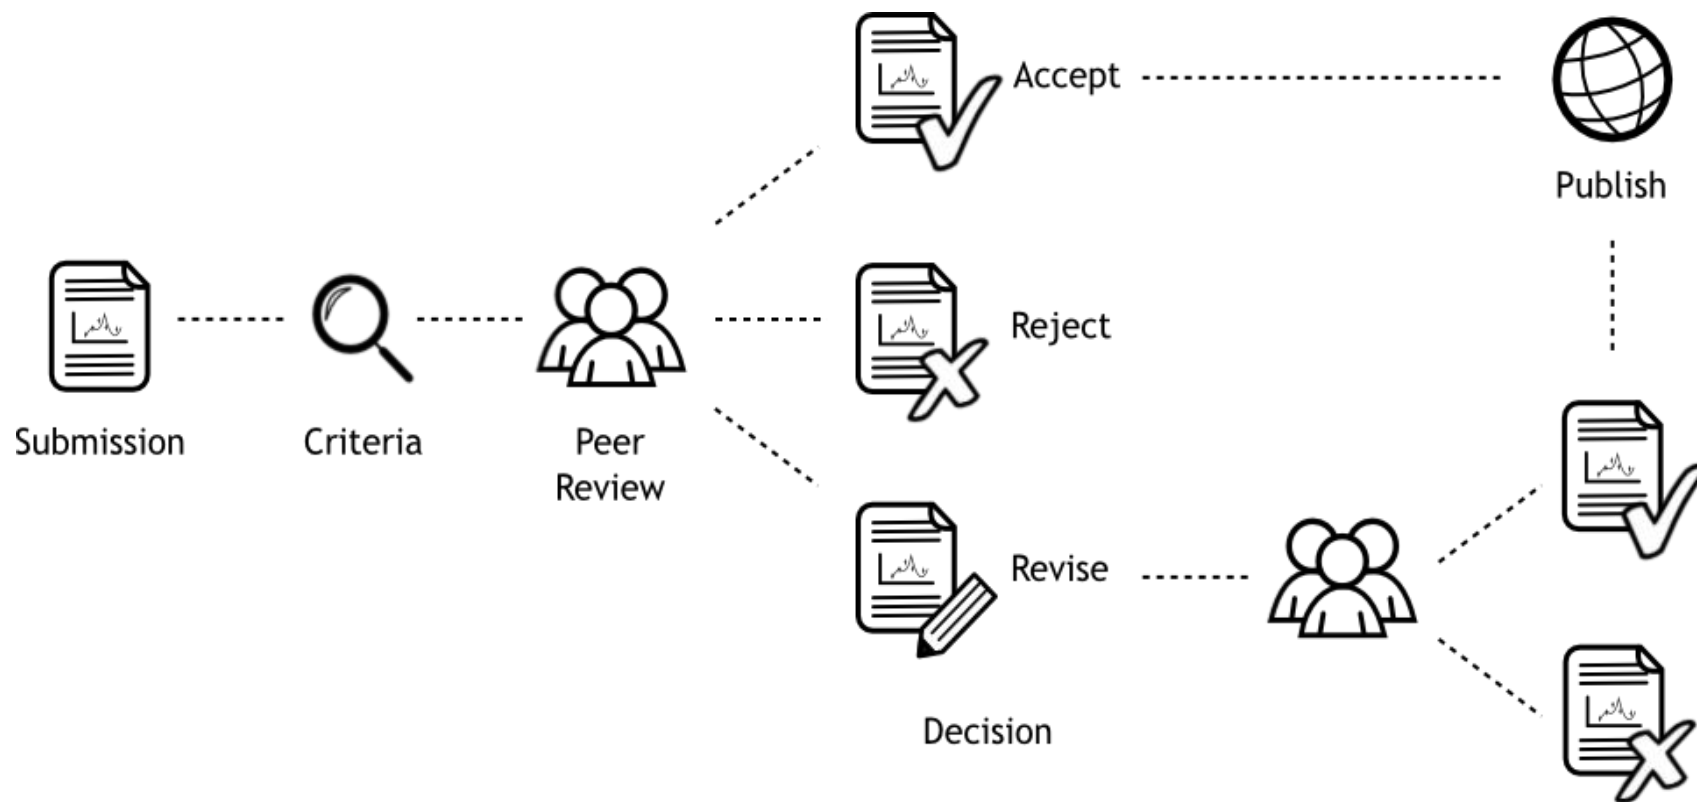 Accept
Publish
Reject
Submission
Criteria
Peer
Review
Revise
Decision